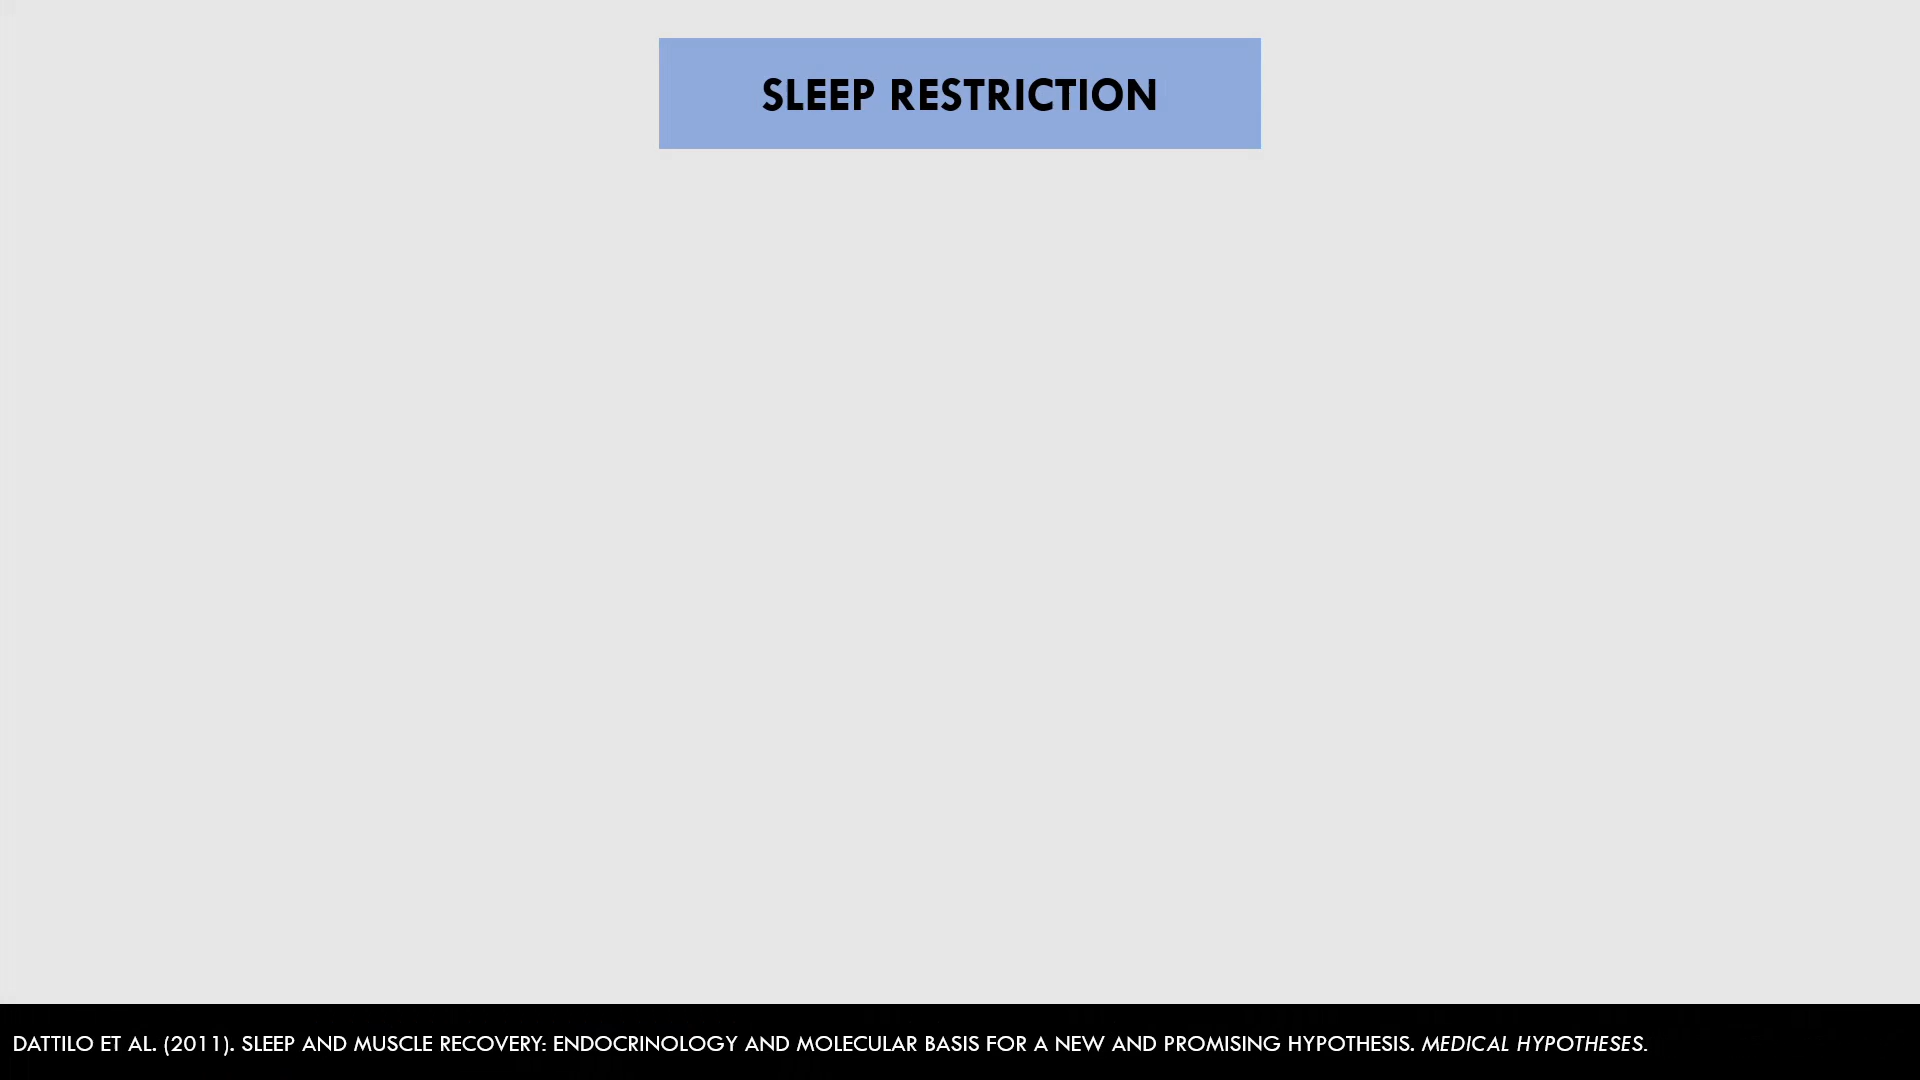 SLEEP RESTRICTION
DATTILO ET AL. (2011). SLEEP AND MUSCLE RECOVERY: ENDOCRINOLOGY AND MOLECULAR BASIS FOR A NEW AND PROMISING HYPOTHESIS. MEDICAL HYPOTHESES.